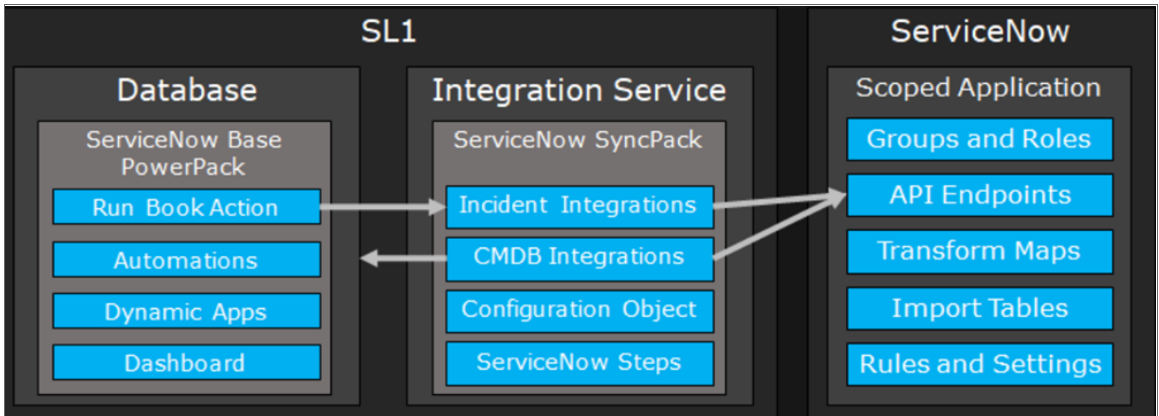 SL1
Database
ServiceNow Base
PowerPack
Run Book Action
Automations
Dynamic Apps
Dashboard
Integration Service
ServiceNow SyncPack
Incident Integrations
CMDB Integrations
Configuration Object
ServiceNow Steps
ServiceNow
Scoped Application
Groups and Roles
API Endpoints
Transform Maps
Import Tables
Rules and Settings